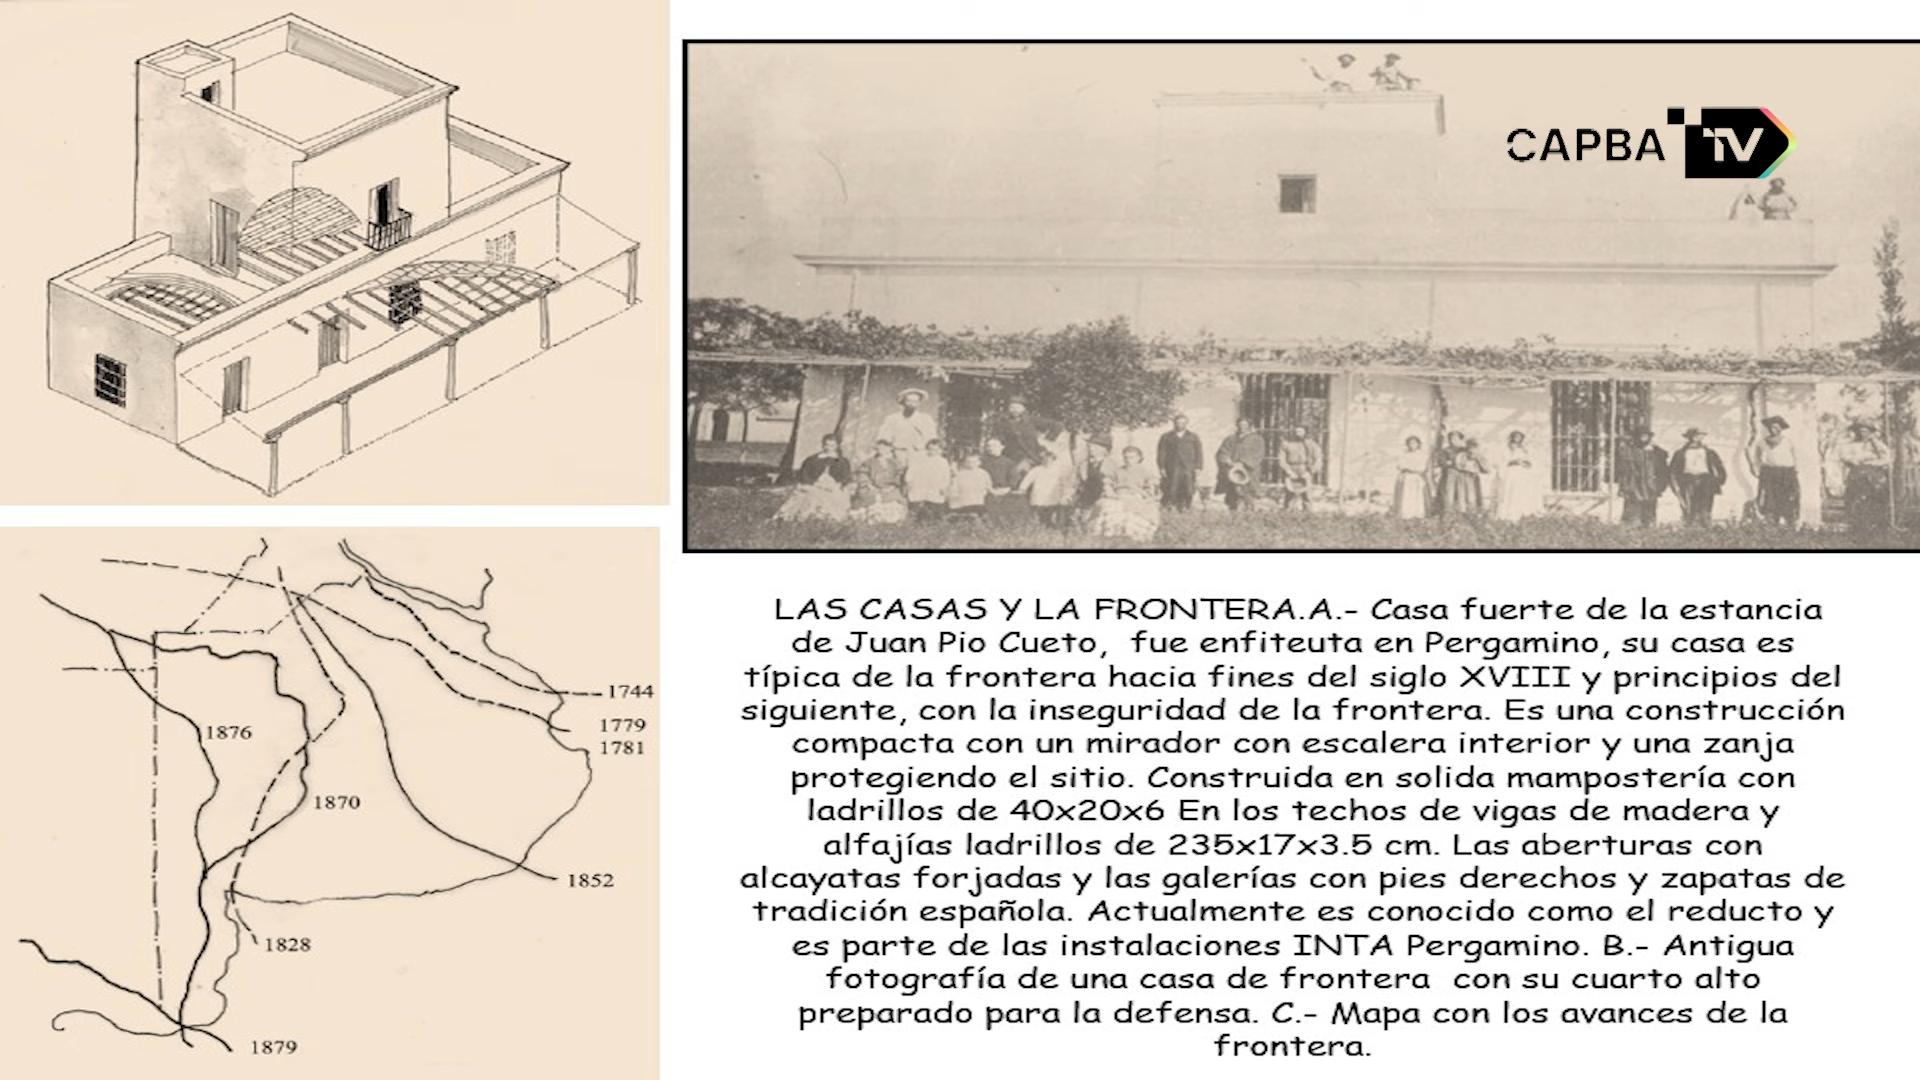 CAPBA TV
LAS CASAS Y LA FRONTERA.A.- Casa fuerte de la estancia
de Juan Pio Cueto, fue enfiteuta en Pergamino, su casa es
típica de la frontera hacia fines del siglo XVIII y principios del
siguiente, con la inseguridad de la frontera. Es una construcción
compacta con un mirador con escalera interior y una zanja
protegiendo el sitio. Construida en solida mampostería con
ladrillos de 40x20x6 En los techos de vigas de madera y
alfajías ladrillos de 235x17x3.5 cm. Las aberturas con
alcayatas forjadas y las galerías con pies derechos y zapatas de
tradición española. Actualmente es conocido como el reducto y
es parte de las instalaciones INTA Pergamino. B.- Antigua
fotografía de una casa de frontera con su cuarto alto
preparado para la defensa. C.- Mapa con los avances de la
frontera.
1744
1779
1781
1876
1870
1852
1828
1879